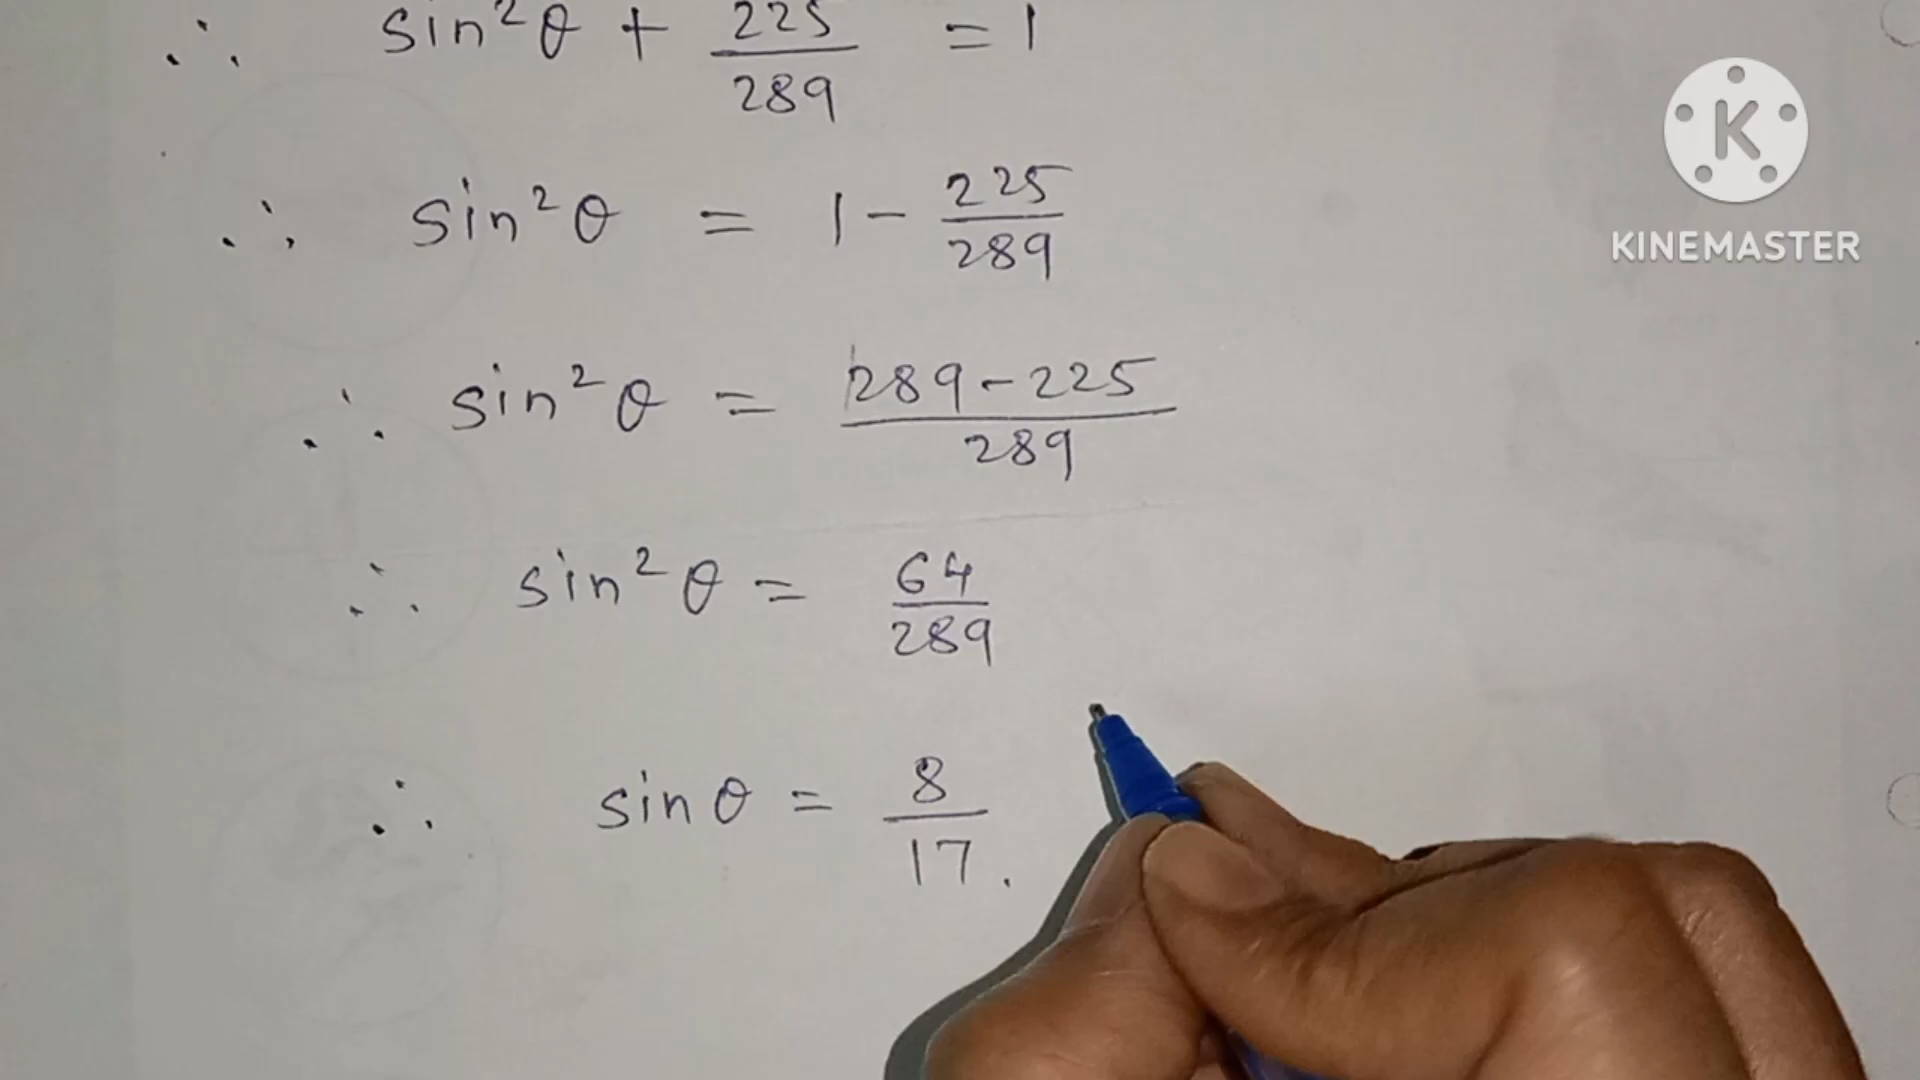 ∴ sin²θ + 225/289 = 1
∴ sin²θ = 1 - 225/289
∴ sin²θ = 289-225/289
∴ sin²θ = 64/289
∴ sinθ = 8/17.
K
KINEMASTER